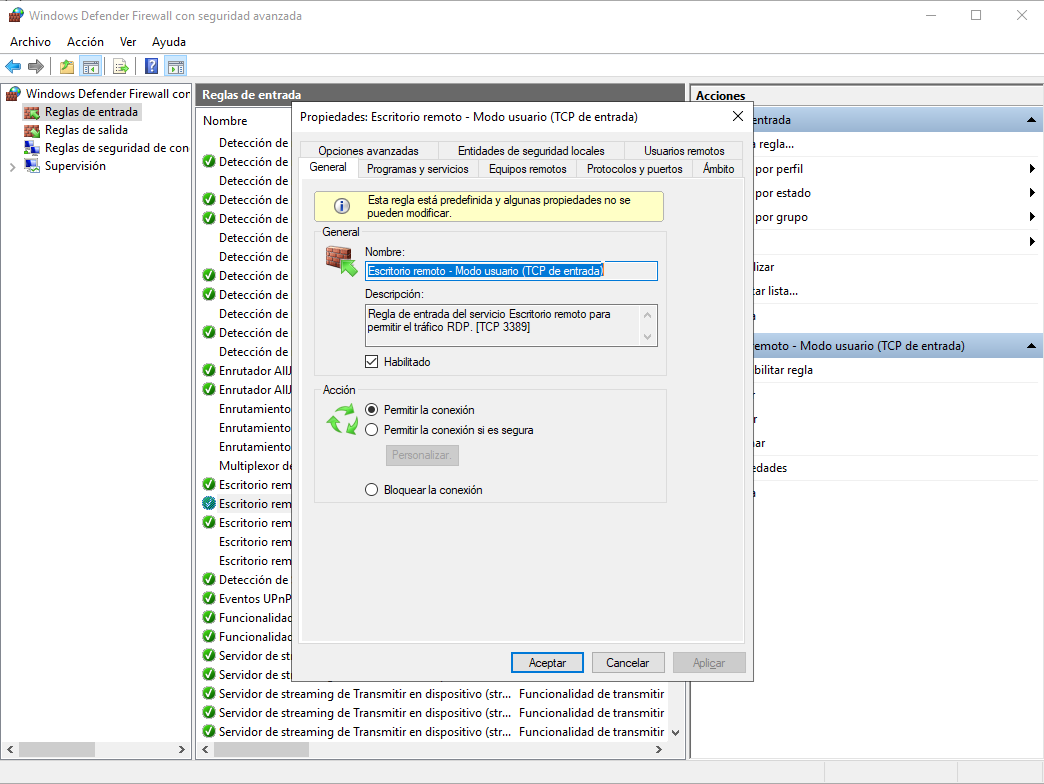 Windows Defender Firewall con seguridad avanzada
Archivo Acción Ver Ayuda
Windows Defender Firewall cor
Reglas de entrada
Reglas de salida
Reglas de seguridad de con
Supervisión
Reglas de entrada
Nombre
Detección de
Detección de
Detección de
Detección de
Detección de
Detección de
Detección de
Detección de
Detección de
Detección de
Detección de
Detección de
Enrutador AllJ
Enrutador AllJ
Enrutamiento
Enrutamiento
Enrutamiento
Multiplexor de
Escritorio rem
Escritorio rem
Escritorio rem
Escritorio rem
Escritorio rem
Detección de
Eventos UPnP
Funcionalidad
Funcionalidad
Servidor de str
Servidor de str
Servidor de streaming de Transmitir en dispositivo (str... Funcionalidad de transmitir
Servidor de streaming de Transmitir en dispositivo (str... Funcionalidad de transmitir
Servidor de streaming de Transmitir en dispositivo (str... Funcionalidad de transmitir
Propiedades: Escritorio remoto - Modo usuario (TCP de entrada)
Opciones avanzadas Entidades de seguridad locales Usuarios remotos
General Programas y servicios Equipos remotos Protocolos y puertos Ámbito
Esta regla está predefinida y algunas propiedades no se
pueden modificar.
General
Nombre:
Escritorio remoto - Modo usuario (TCP de entrada)
Descripción:
Regla de entrada del servicio Escritorio remoto para
permitir el tráfico RDP. [TCP 3389]
Habilitado
Acción
Permitir la conexión
Permitir la conexión si es segura
Personalizar.
Bloquear la conexión
Aceptar Cancelar Aplicar
Acciones
entrada
regla...
por perfil
por estado
por grupo
izar
ar lista...
emoto - Modo usuario (TCP de entrada)
bilitar regla
ar
edades